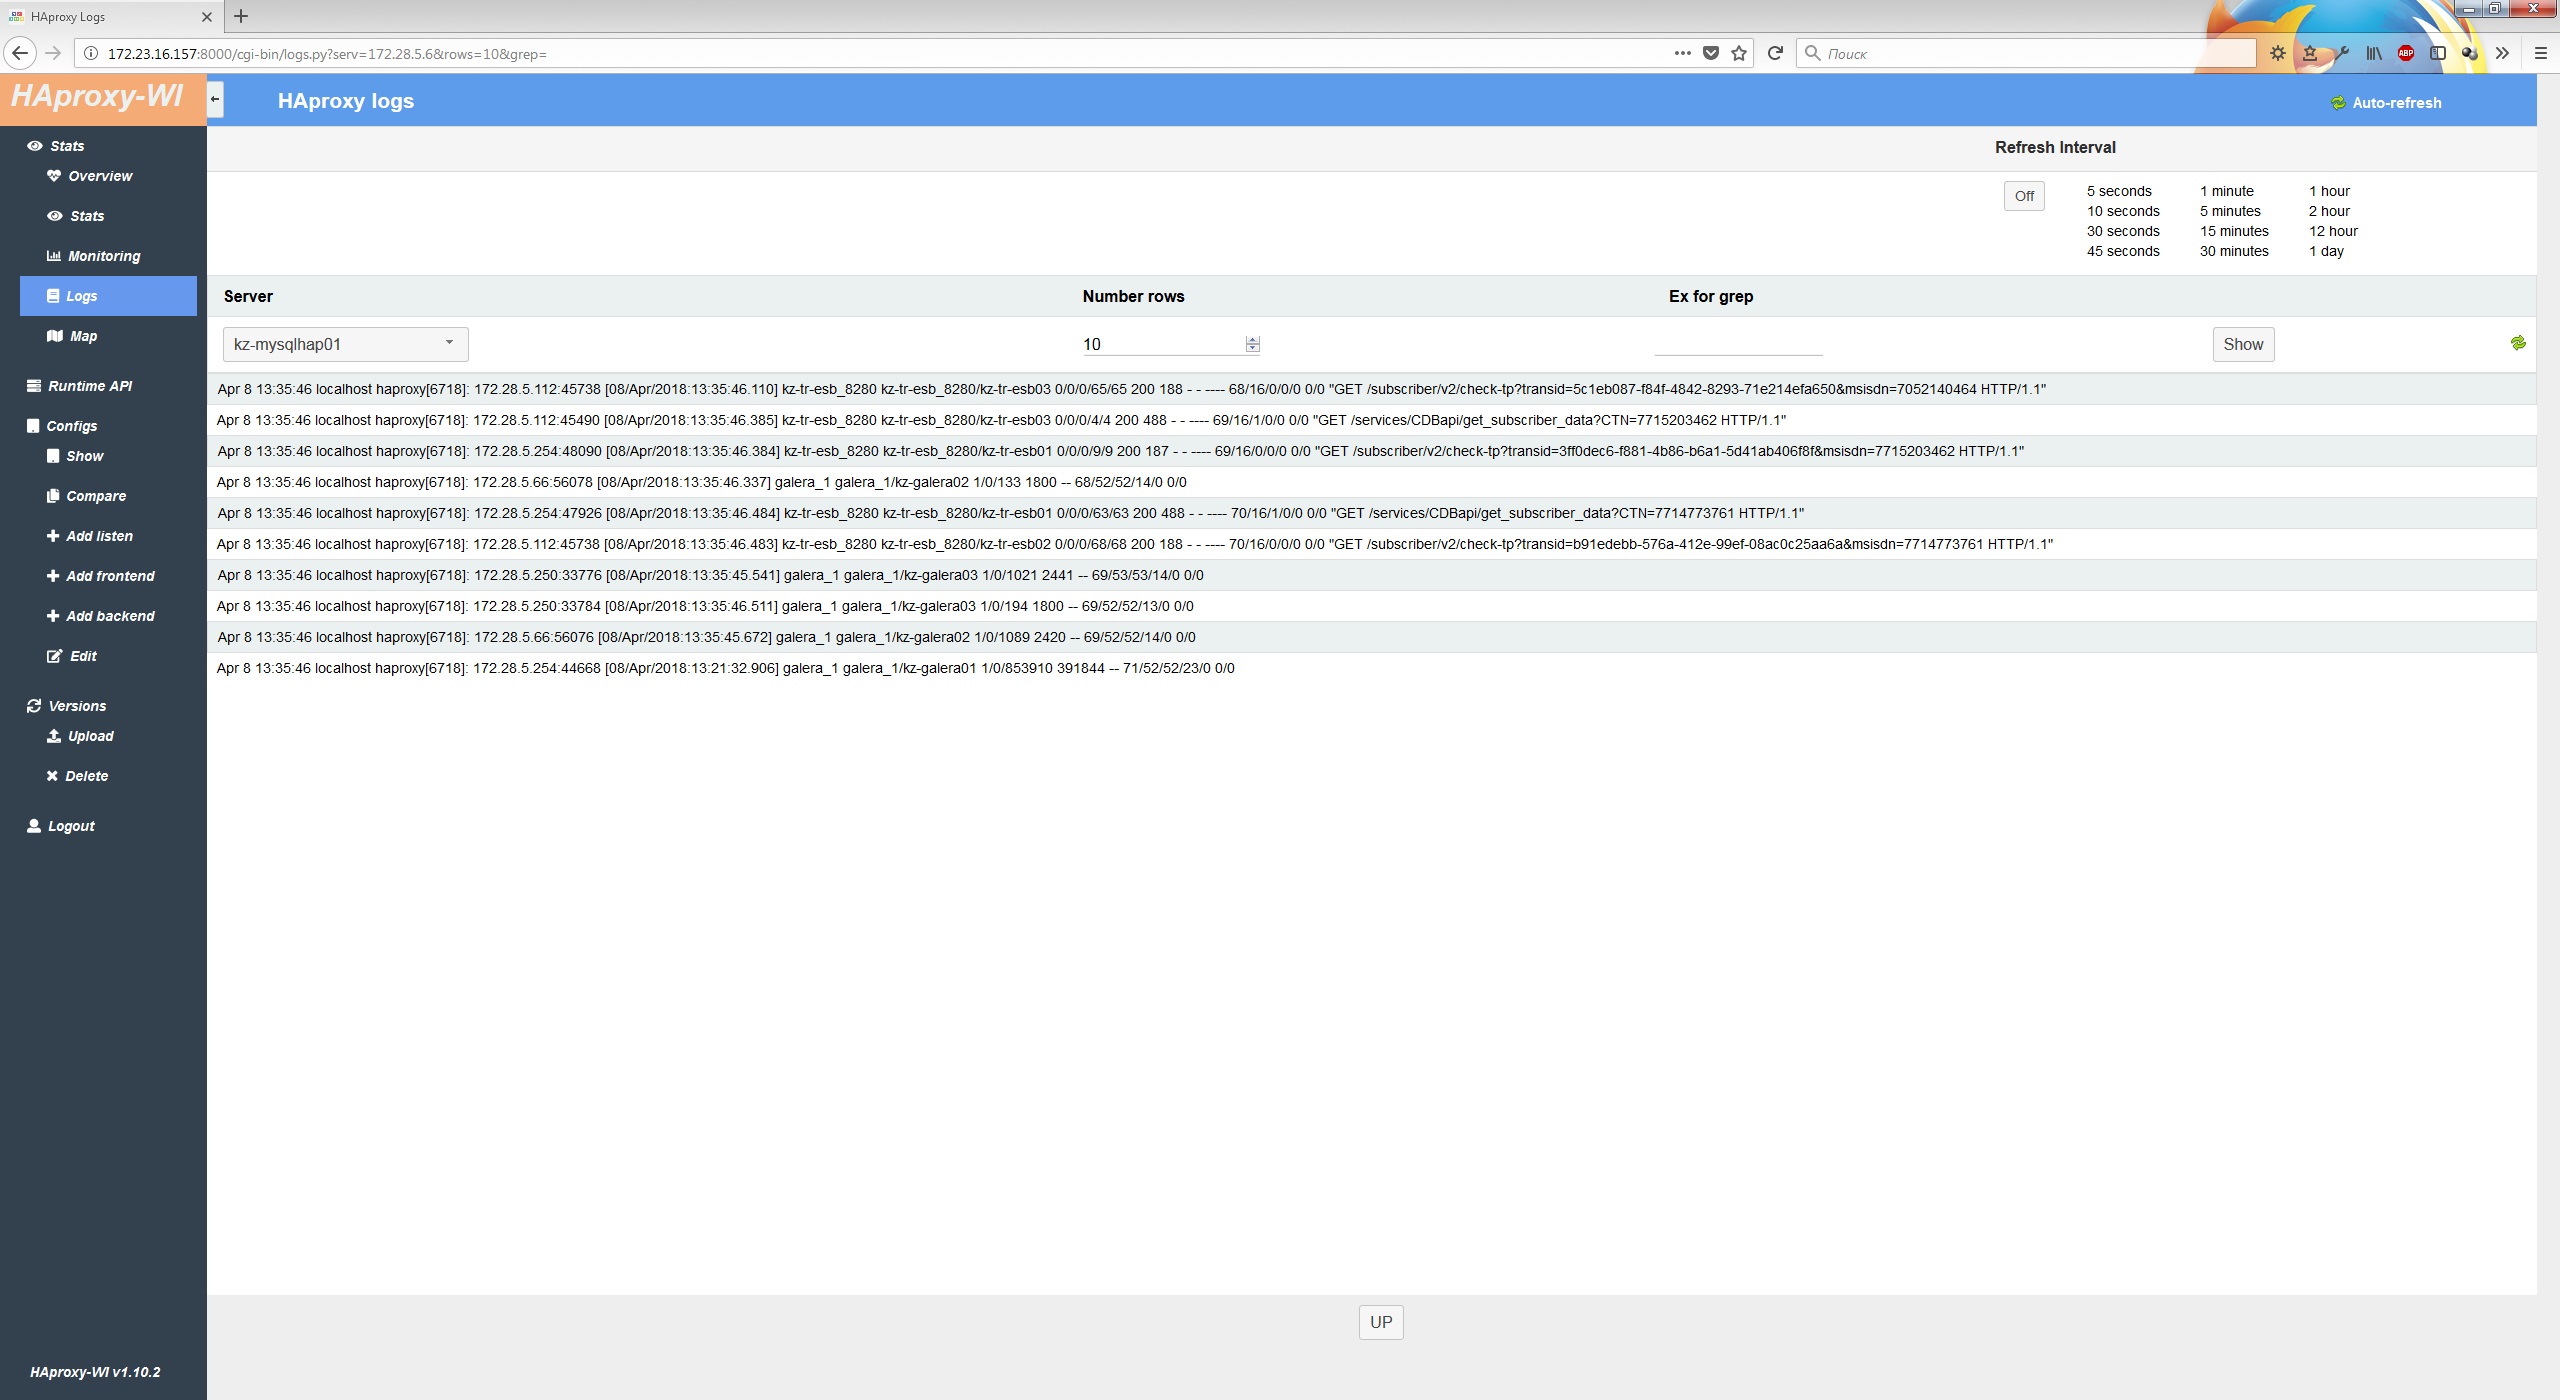 HAproxy Logs
172.23.16.157:8000/cgi-bin/logs.py?serv=172.28.5.6&rows=10&grep=
Поиск
ABP
HAproxy-WI
HAproxy logs
Auto-refresh
Stats
Overview
Stats
Monitoring
Logs
Map
Runtime API
Configs
Show
Compare
Add listen
Add frontend
Add backend
Edit
Versions
Upload
Delete
Logout
HAproxy-WI v1.10.2
Refresh Interval
Off
5 seconds 1 minute 1 hour
10 seconds 5 minutes 2 hour
30 seconds 15 minutes 12 hour
45 seconds 30 minutes 1 day
Server Number rows Ex for grep
kz-mysqlhap01 10 Show
Apr 8 13:35:46 localhost haproxy[6718]: 172.28.5.112:45738 [08/Apr/2018:13:35:46.110] kz-tr-esb_8280 kz-tr-esb_8280/kz-tr-esb03 0/0/0/65/65 200 188 - - ---- 68/16/0/0/0 0/0 "GET /subscriber/v2/check-tp?transid=5c1eb087-f84f-4842-8293-71e214efa650&msisdn=7052140464 HTTP/1.1"
Apr 8 13:35:46 localhost haproxy[6718]: 172.28.5.112:45490 [08/Apr/2018:13:35:46.385] kz-tr-esb_8280 kz-tr-esb_8280/kz-tr-esb03 0/0/0/4/4 200 488 - - ---- 69/16/1/0/0 0/0 "GET /services/CDBapi/get_subscriber_data?CTN=7715203462 HTTP/1.1"
Apr 8 13:35:46 localhost haproxy[6718]: 172.28.5.254:48090 [08/Apr/2018:13:35:46.384] kz-tr-esb_8280 kz-tr-esb_8280/kz-tr-esb01 0/0/0/9/9 200 187 - - ---- 69/16/0/0/0 0/0 "GET /subscriber/v2/check-tp?transid=3ff0dec6-f881-4b86-b6a1-5d41ab406f8f&msisdn=7715203462 HTTP/1.1"
Apr 8 13:35:46 localhost haproxy[6718]: 172.28.5.66:56078 [08/Apr/2018:13:35:46.337] galera_1 galera_1/kz-galera02 1/0/133 1800 -- 68/52/52/14/0 0/0
Apr 8 13:35:46 localhost haproxy[6718]: 172.28.5.254:47926 [08/Apr/2018:13:35:46.484] kz-tr-esb_8280 kz-tr-esb_8280/kz-tr-esb01 0/0/0/63/63 200 488 - - ---- 70/16/1/0/0 0/0 "GET /services/CDBapi/get_subscriber_data?CTN=7714773761 HTTP/1.1"
Apr 8 13:35:46 localhost haproxy[6718]: 172.28.5.112:45738 [08/Apr/2018:13:35:46.483] kz-tr-esb_8280 kz-tr-esb_8280/kz-tr-esb02 0/0/0/68/68 200 188 - - ---- 70/16/0/0/0 0/0 "GET /subscriber/v2/check-tp?transid=b91edebb-576a-412e-99ef-08ac0c25aa6a&msisdn=7714773761 HTTP/1.1"
Apr 8 13:35:46 localhost haproxy[6718]: 172.28.5.250:33776 [08/Apr/2018:13:35:45.541] galera_1 galera_1/kz-galera03 1/0/1021 2441 -- 69/53/53/14/0 0/0
Apr 8 13:35:46 localhost haproxy[6718]: 172.28.5.250:33784 [08/Apr/2018:13:35:46.511] galera_1 galera_1/kz-galera03 1/0/194 1800 -- 69/52/52/13/0 0/0
Apr 8 13:35:46 localhost haproxy[6718]: 172.28.5.66:56076 [08/Apr/2018:13:35:45.672] galera_1 galera_1/kz-galera02 1/0/1089 2420 -- 69/52/52/14/0 0/0
Apr 8 13:35:46 localhost haproxy[6718]: 172.28.5.254:44668 [08/Apr/2018:13:21:32.906] galera_1 galera_1/kz-galera01 1/0/853910 391844 -- 71/52/52/23/0 0/0
UP